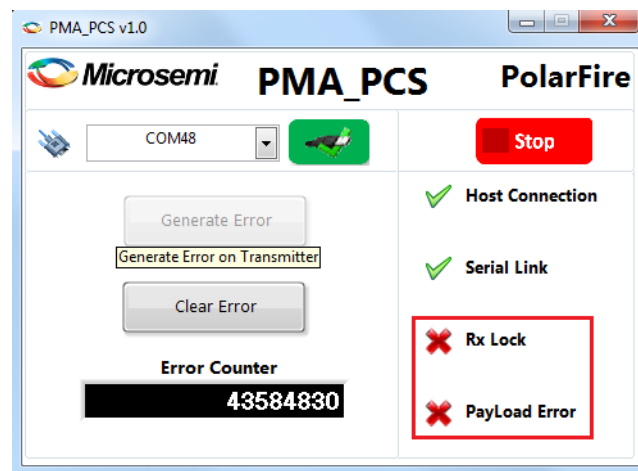 PMA_PCS v1.0
Microsemi.
PMA_PCS
PolarFire
COM48
Stop
Generate Error
Generate Error on Transmitter
Clear Error
Error Counter
43584830
Host Connection
Serial Link
Rx Lock
PayLoad Error